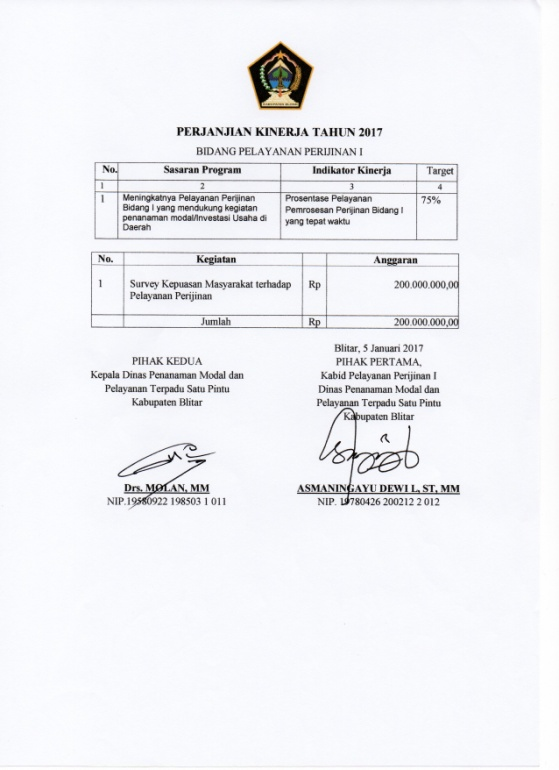 PERJANJIAN KINERJA TAHUN 2017
BIDANG PELAYANAN PERIJINAN I
No. Sasaran Program Indikator Kinerja Target
1 2 3 4
1 Meningkatnya Pelayanan Perijinan Bidang I yang mendukung kegiatan penanaman modal/Investasi Usaha di Daerah Prosentase Pelayanan Pemrosesan Perijinan Bidang I yang tepat waktu 75%
No. Kegiatan Anggaran
1 Survey Kepuasan Masyarakat terhadap Pelayanan Perijinan Rp 200.000.000,00
Jumlah Rp 200.000.000,00
Blitar, 5 Januari 2017
PIHAK KEDUA
Kepala Dinas Penanaman Modal dan
Pelayanan Terpadu Satu Pintu
Kabupaten Blitar
Drs. MOLAN, MM
NIP.19580922 198503 1 011
PIHAK PERTAMA,
Kabid Pelayanan Perijinan I
Dinas Penanaman Modal dan
Pelayanan Terpadu Satu Pintu
Kabupaten Blitar
ASMANINGAYU DEWI L, ST, MM
NIP. 19780426 200212 2 012